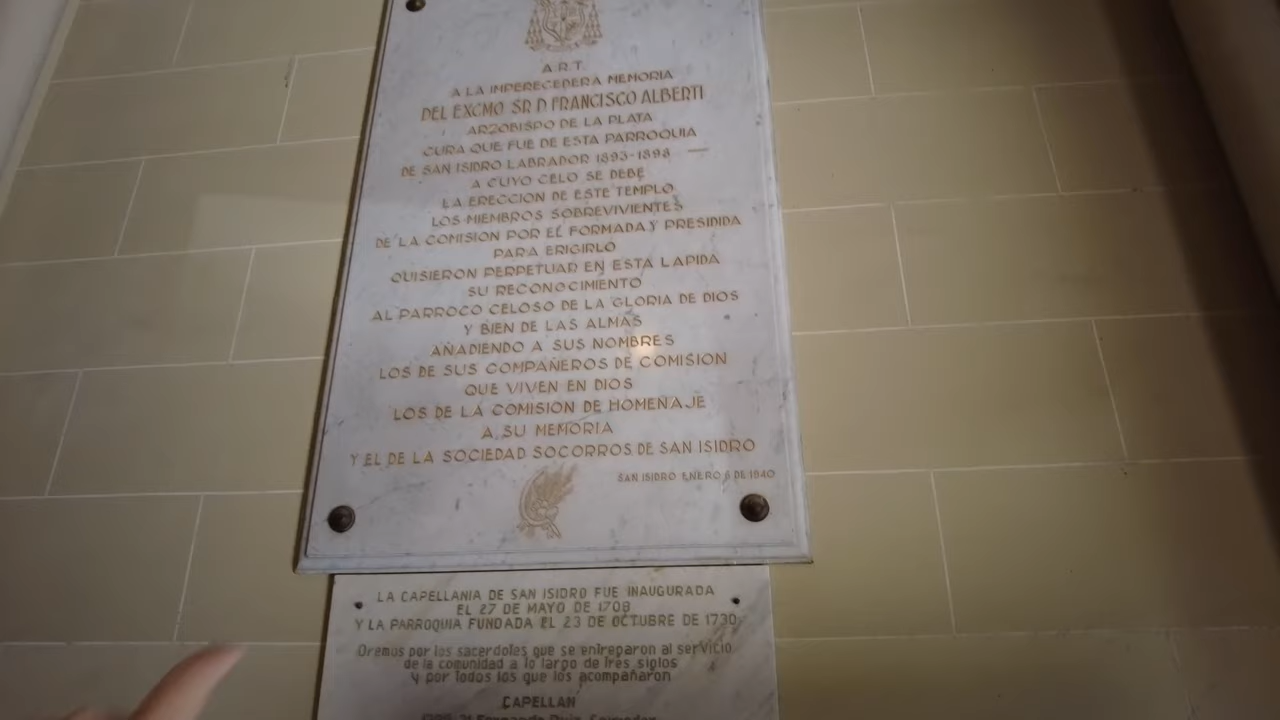 A.R.T.
A LA IMPERECEDERA MEMORIA
DEL EXCMO SR D FRANCISCO ALBERTI
ARZOBISPO DE LA PLATA
CURA QUE FUE DE ESTA PARROQUIA
DE SAN ISIDRO LABRADOR 1893-1898 —
A CUYO CELO SE DEBE
LA ERECCION DE ESTE TEMPLO
LOS MIEMBROS SOBREVIVIENTES
DE LA COMISION POR EL FORMADA Y PRESIDIDA
PARA ERIGIRLO
QUISIERON PERPETUAR EN ESTA LAPIDA
SU RECONOCIMIENTO
AL PARROCO CELOSO DE LA GLORIA DE DIOS
Y BIEN DE LAS ALMAS
AÑADIENDO A SUS NOMBRES
LOS DE SUS COMPAÑEROS DE COMISION
QUE VIVEN EN DIOS
LOS DE LA COMISION DE HOMENAJE
A SU MEMORIA
Y EL DE LA SOCIEDAD SOCORROS DE SAN ISIDRO
SAN ISIDRO ENERO 6 DE 1940
LA CAPELLANIA DE SAN ISIDRO FUE INAUGURADA
EL 27 DE MAYO DE 1708
Y LA PARROQUIA FUNDADA EL 23 DE OCTUBRE DE 1730
Oremos por los sacerdotes que se entregaron al servicio
de la comunidad a lo largo de tres siglos
y por todos los que los acompañaron
CAPELLAN